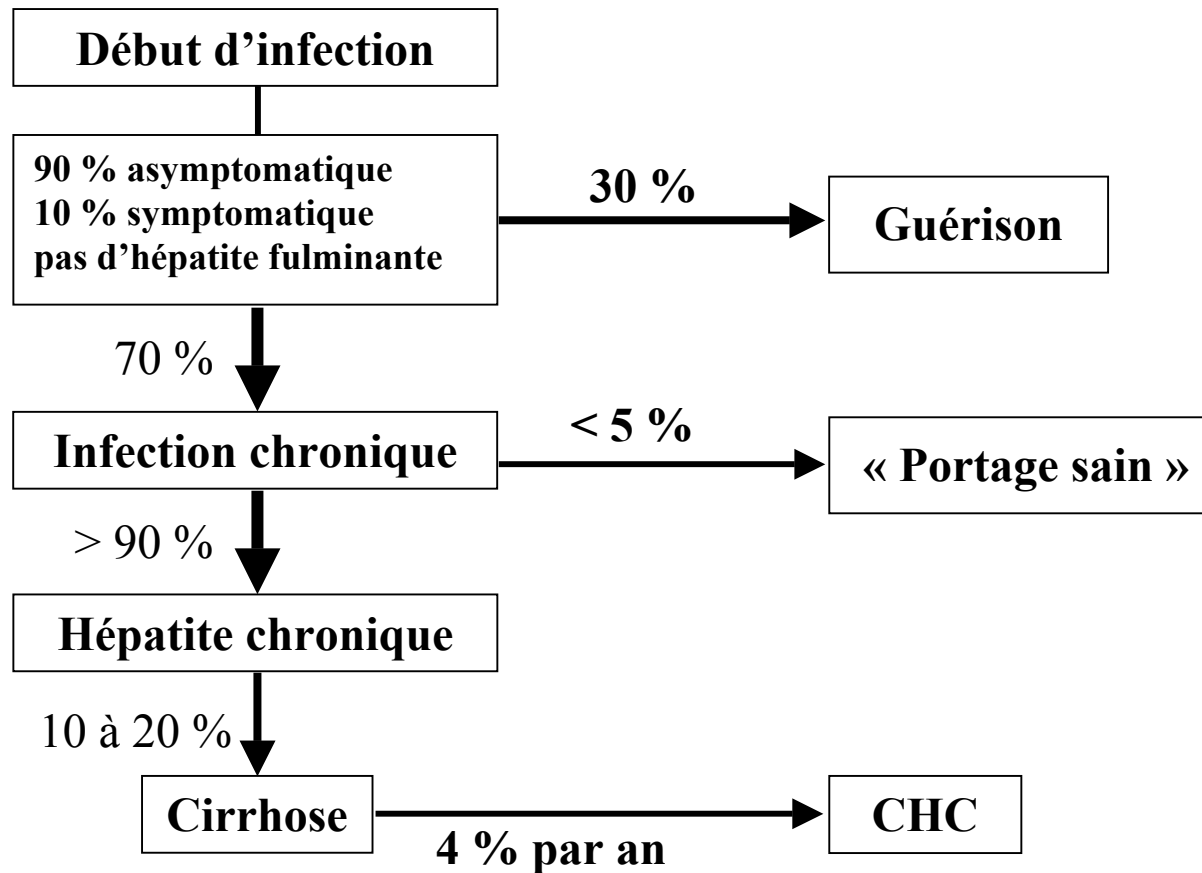 Début d’infection
90 % asymptomatique
10 % symptomatique
pas d’hépatite fulminante
30 %
Guérison
70 %
Infection chronique
< 5 %
« Portage sain »
> 90 %
Hépatite chronique
10 à 20 %
Cirrhose
4 % par an
CHC